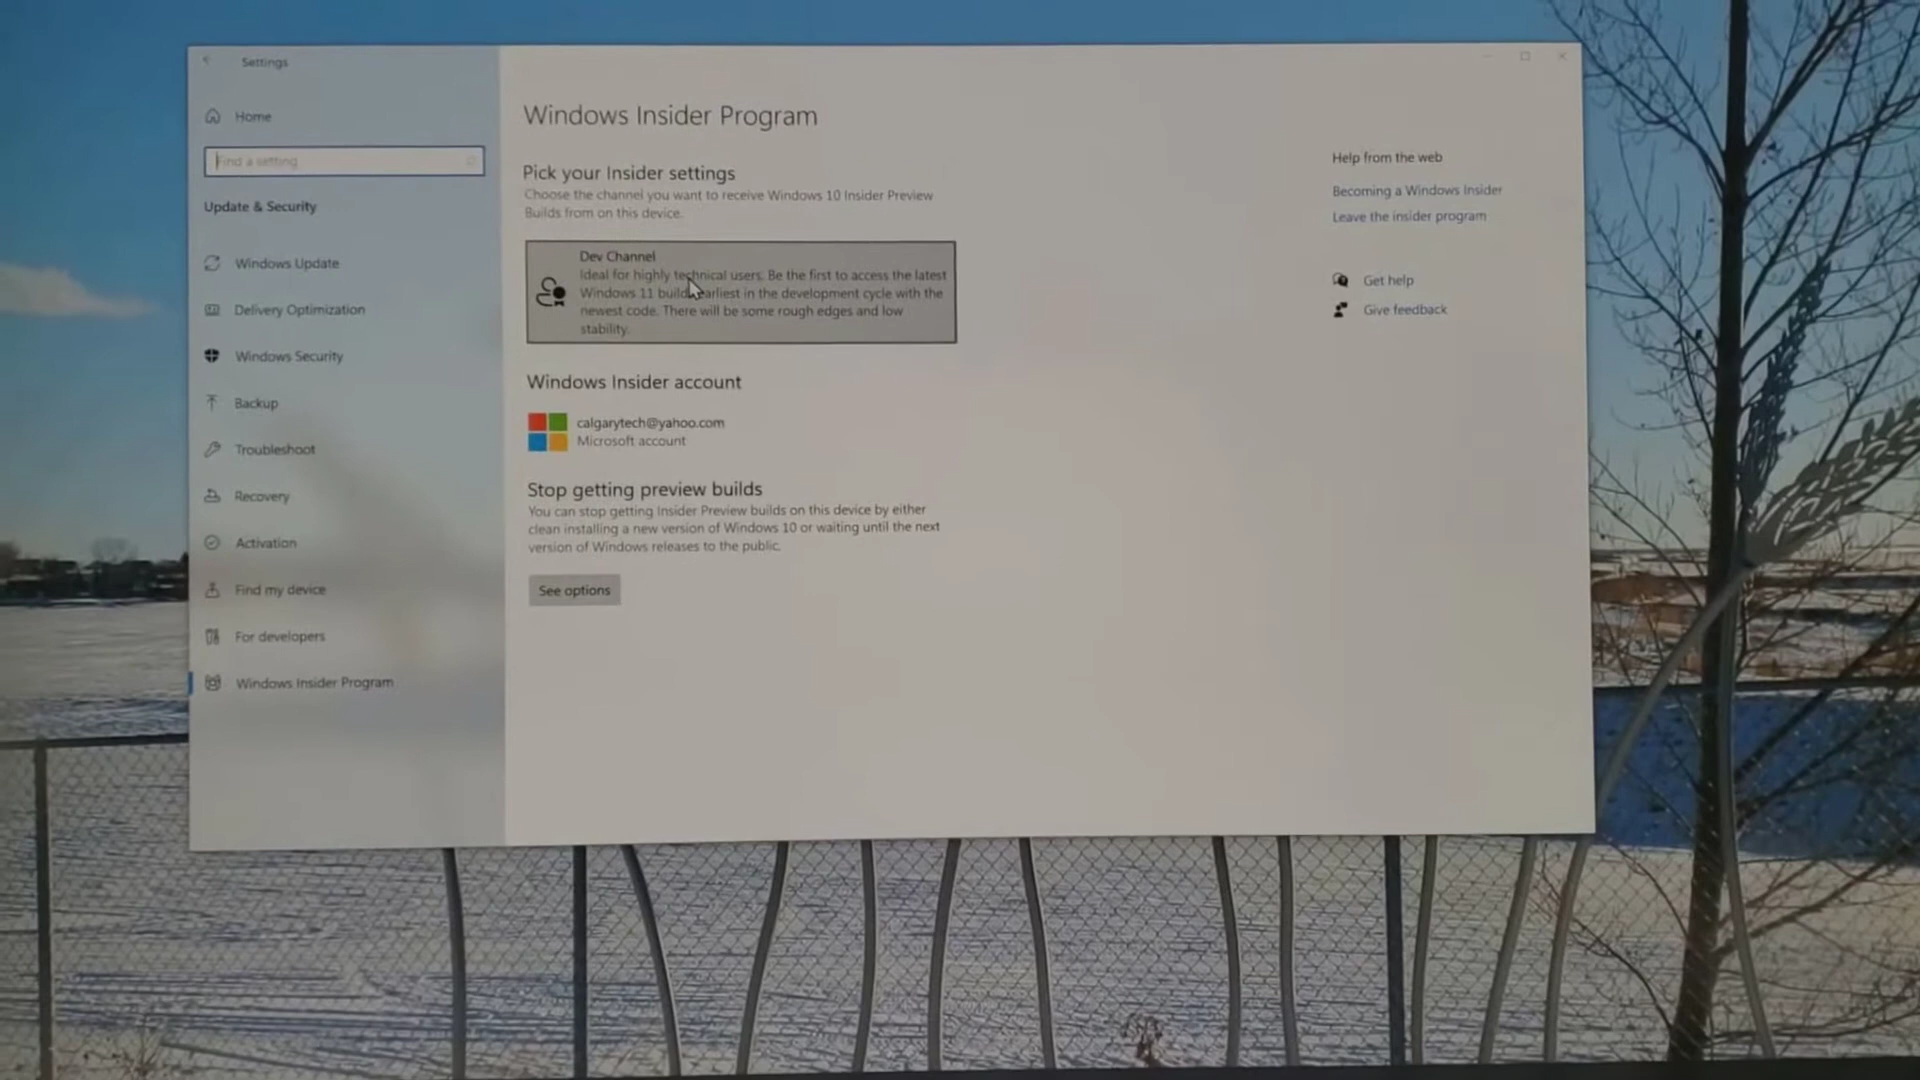 Settings
Home
Find a setting
Update & Security
Windows Update
Delivery Optimization
Windows Security
Backup
Troubleshoot
Recovery
Activation
Find my device
For developers
Windows Insider Program
Windows Insider Program
Pick your Insider settings
Choose the channel you want to receive Windows 10 Insider Preview
Builds from on this device.
Dev Channel
Ideal for highly technical users. Be the first to access the latest
Windows 11 builds earliest in the development cycle with the
newest code. There will be some rough edges and low
stability.
Windows Insider account
calgarytech@yahoo.com
Microsoft account
Stop getting preview builds
You can stop getting Insider Preview builds on this device by either
clean installing a new version of Windows 10 or waiting until the next
version of Windows releases to the public.
See options
Help from the web
Becoming a Windows Insider
Leave the insider program
Get help
Give feedback